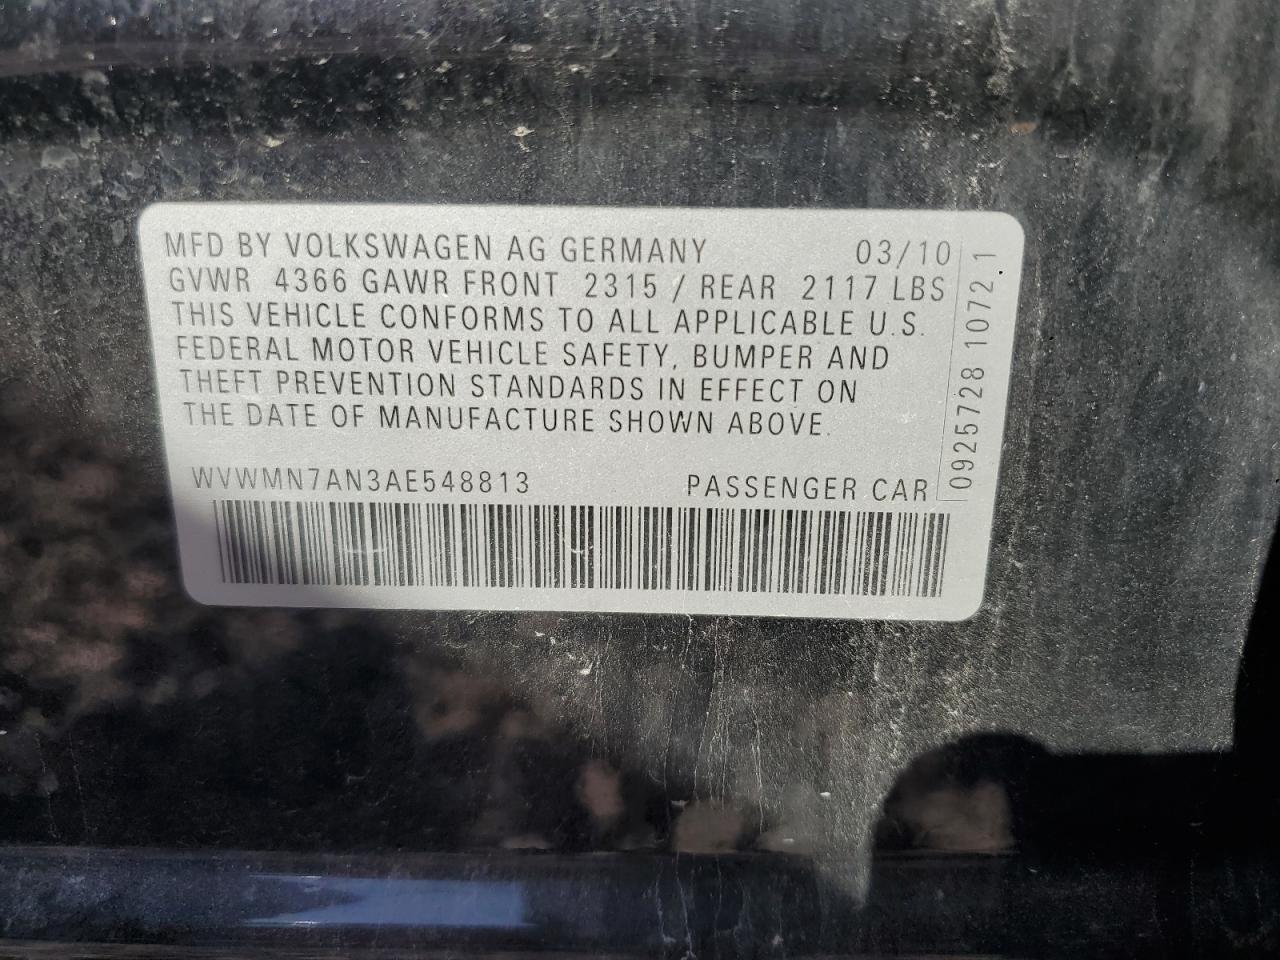 MFD BY VOLKSWAGEN AG GERMANY 03/10
GVWR 4366 GAWR FRONT 2315 / REAR 2117 LBS
THIS VEHICLE CONFORMS TO ALL APPLICABLE U.S.
FEDERAL MOTOR VEHICLE SAFETY, BUMPER AND
THEFT PREVENTION STANDARDS IN EFFECT ON
THE DATE OF MANUFACTURE SHOWN ABOVE.
WVWMN7AN3AE548813 PASSENGER CAR
0925728 1072 1